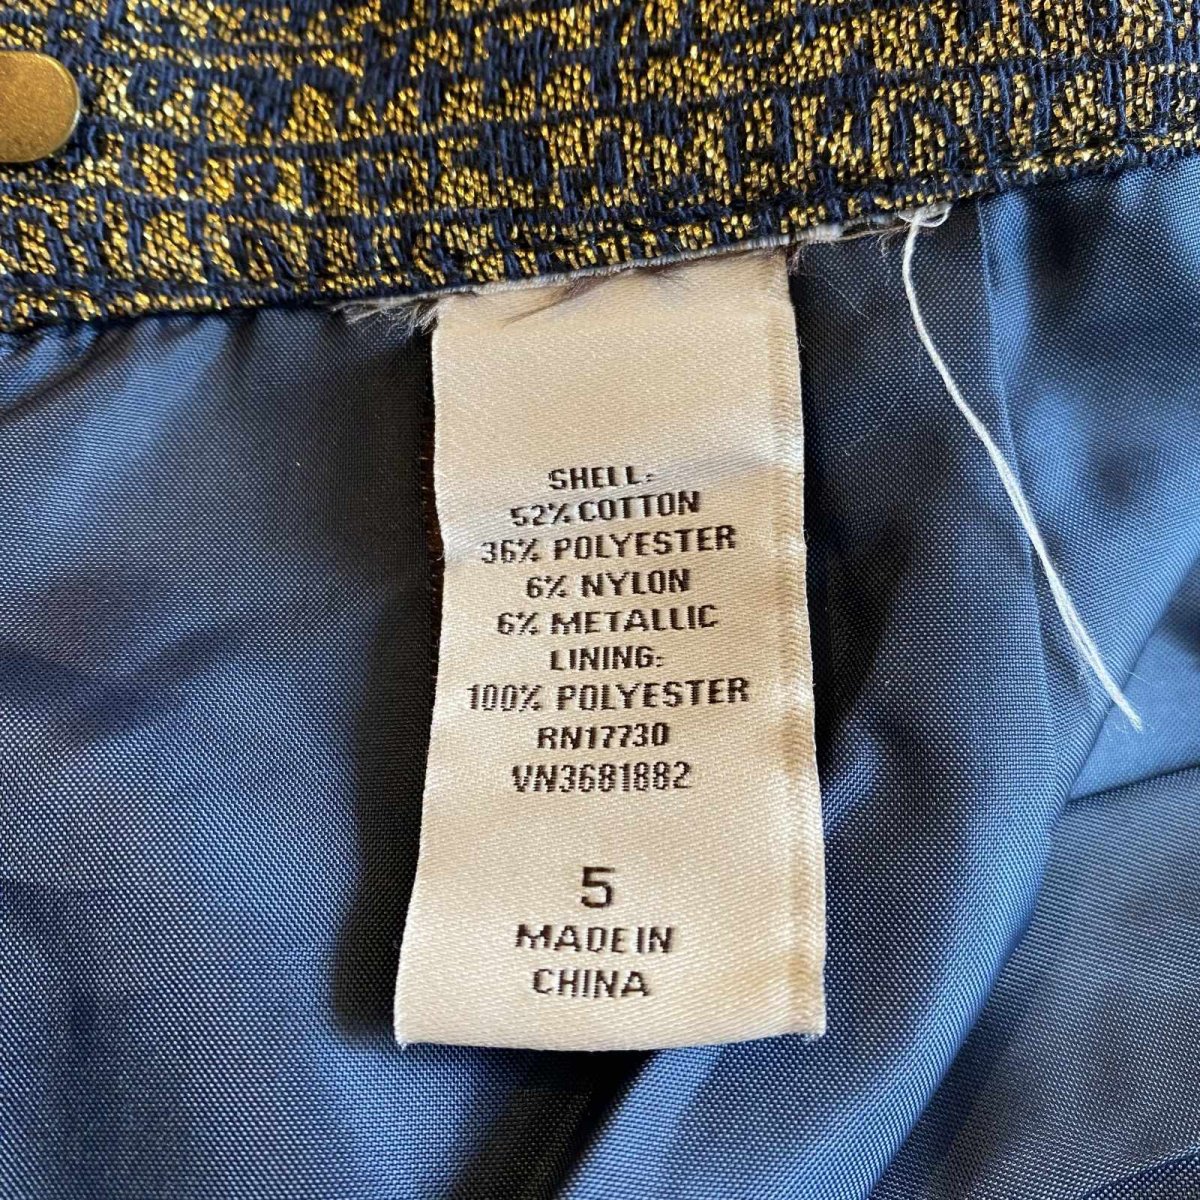 SHELL:
52% COTTON
36% POLYESTER
6% NYLON
6% METALLIC
LINING:
100% POLYESTER
RN17730
VN3681882
5
MADE IN
CHINA